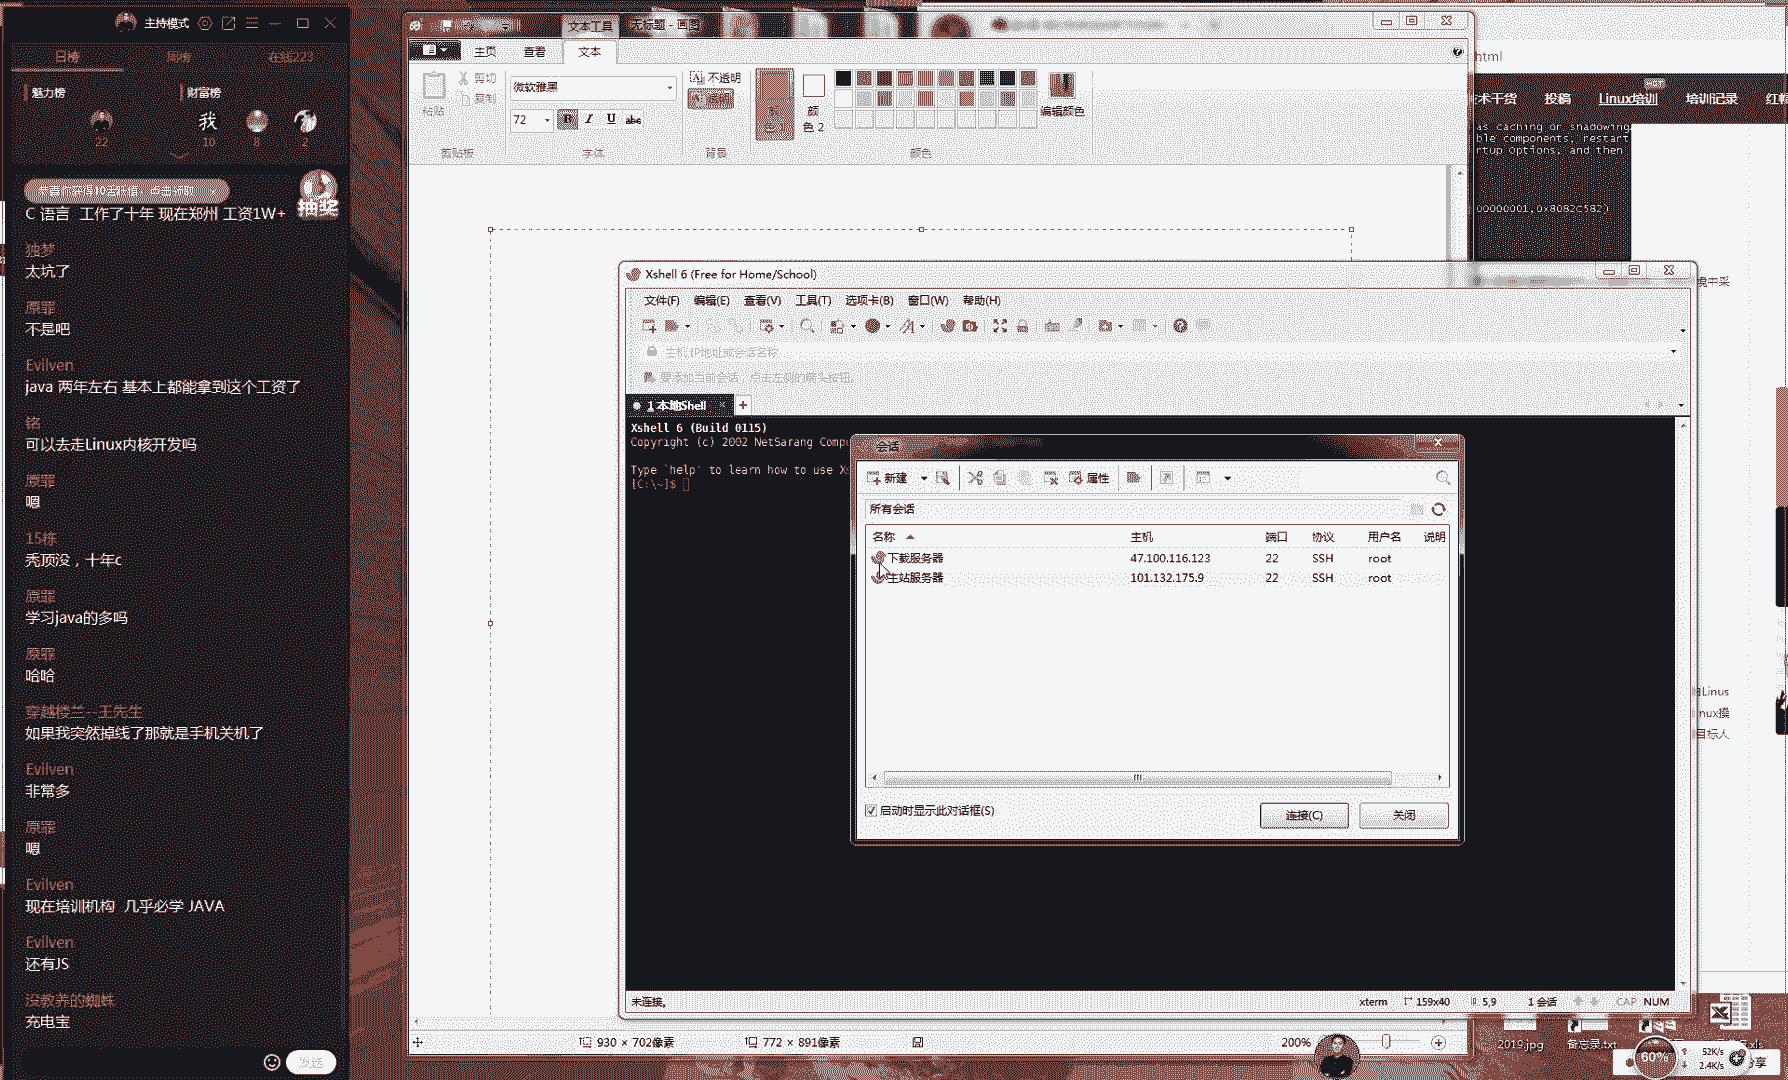 主持模式
日榜
周榜
在线223
魅力榜
财富榜
我
22
10
8
2
抽奖
C 语言 工作了十年 现在郑州 工资1W+
独梦
太坑了
原罪
不是吧
Evilven
java 两年左右 基本上都能拿到这个工资了
铭
可以去走Linux内核开发吗
原罪
嗯
15栋
秃顶没，十年c
原罪
学习java的多吗
原罪
哈哈
穿越楼兰--王先生
如果我突然掉线了那就是手机关机了
Evilven
非常多
原罪
嗯
Evilven
现在培训机构 几乎必学 JAVA
Evilven
还有JS
没教养的蜘蛛
充电宝
发送
文本工具
无标题 - 画图
主页
查看
文本
粘贴
剪切
复制
剪贴板
微软雅黑
72
B I U abc
字体
不透明
透明
背景
颜色 1
颜色 2
编辑颜色
颜色
html
术干货
投稿
Linux培训
HOT
培训记录
as caching or shadowing
ble components, restart
rtup Options, and then
00000001,0x8082C582)
境中采
Linus
nux操
目标人
Xshell 6 (Free for Home/School)
文件(F)
编辑(E)
查看(V)
工具(T)
选项卡(B)
窗口(W)
帮助(H)
主机,IP地址或会话名称
要添加当前会话，点击左侧的箭头按钮。
1 本地Shell
Xshell 6 (Build 0115)
Copyright (c) 2002 NetSarang Compu
Type `help' to learn how to use Xs
[C:\~]$
会话
新建
属性
所有会话
名称
主机
端口
协议
用户名
说明
下载服务器
47.100.116.123
22
SSH
root
主站服务器
101.132.175.9
22
SSH
root
启动时显示此对话框(S)
连接(C)
关闭
未连接。
xterm
159x40
5,9
1 会话
CAP
NUM
930 × 702像素
772 × 891像素
200%
2019.jpg
备忘录.txt
.xls
60%
52K/s
2.4K/s